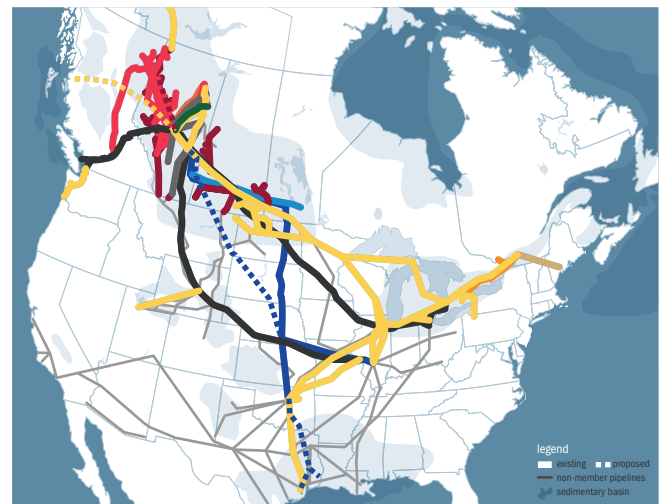 legend
existing proposed
non-member pipelines
sedimentary basin